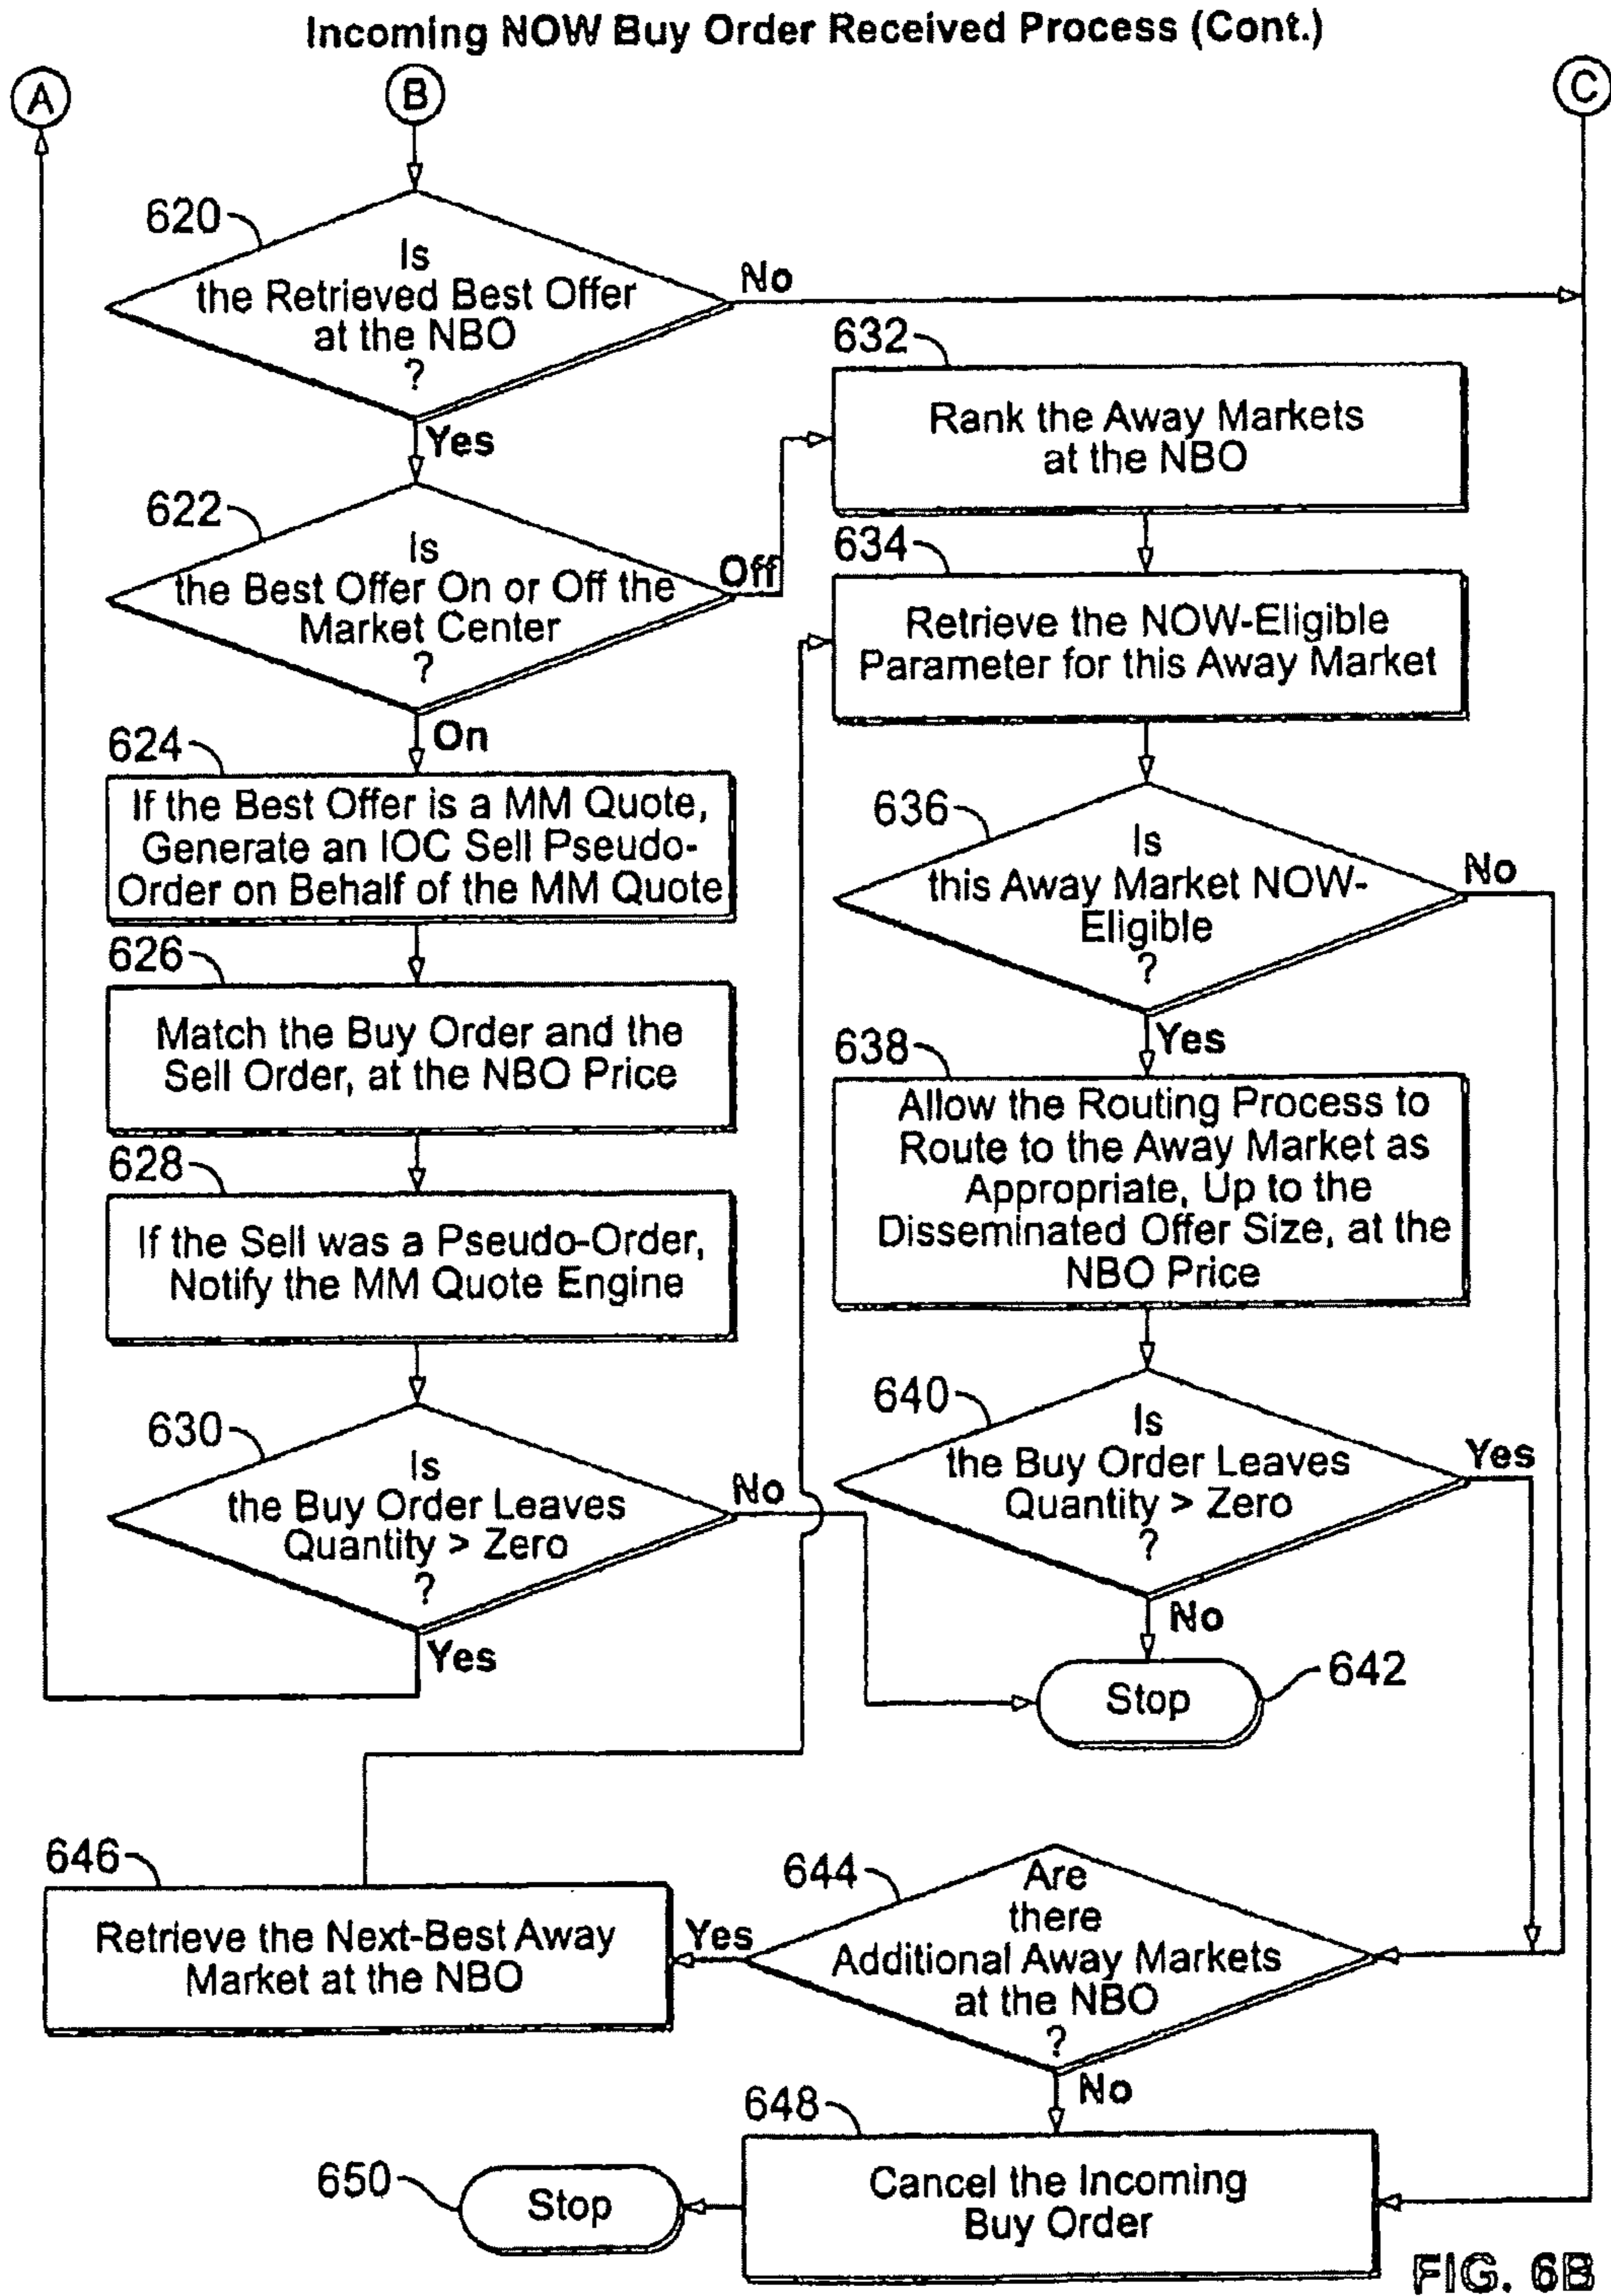 Incoming NOW Buy Order Received Process (Cont.)
A
B
C
620
Is
the Retrieved Best Offer
at the NBO
?
No
Yes
622
Is
the Best Offer On or Off the
Market Center
?
Off
On
624
If the Best Offer is a MM Quote,
Generate an IOC Sell Pseudo-
Order on Behalf of the MM Quote
626
Match the Buy Order and the
Sell Order, at the NBO Price
628
If the Sell was a Pseudo-Order,
Notify the MM Quote Engine
630
Is
the Buy Order Leaves
Quantity > Zero
?
No
Yes
632
Rank the Away Markets
at the NBO
634
Retrieve the NOW-Eligible
Parameter for this Away Market
636
Is
this Away Market NOW-
Eligible
?
No
Yes
638
Allow the Routing Process to
Route to the Away Market as
Appropriate, Up to the
Disseminated Offer Size, at the
NBO Price
640
Is
the Buy Order Leaves
Quantity > Zero
?
Yes
No
Stop
642
644
Are
there
Additional Away Markets
at the NBO
?
Yes
No
646
Retrieve the Next-Best Away
Market at the NBO
648
Cancel the Incoming
Buy Order
650
Stop
FIG. 6B